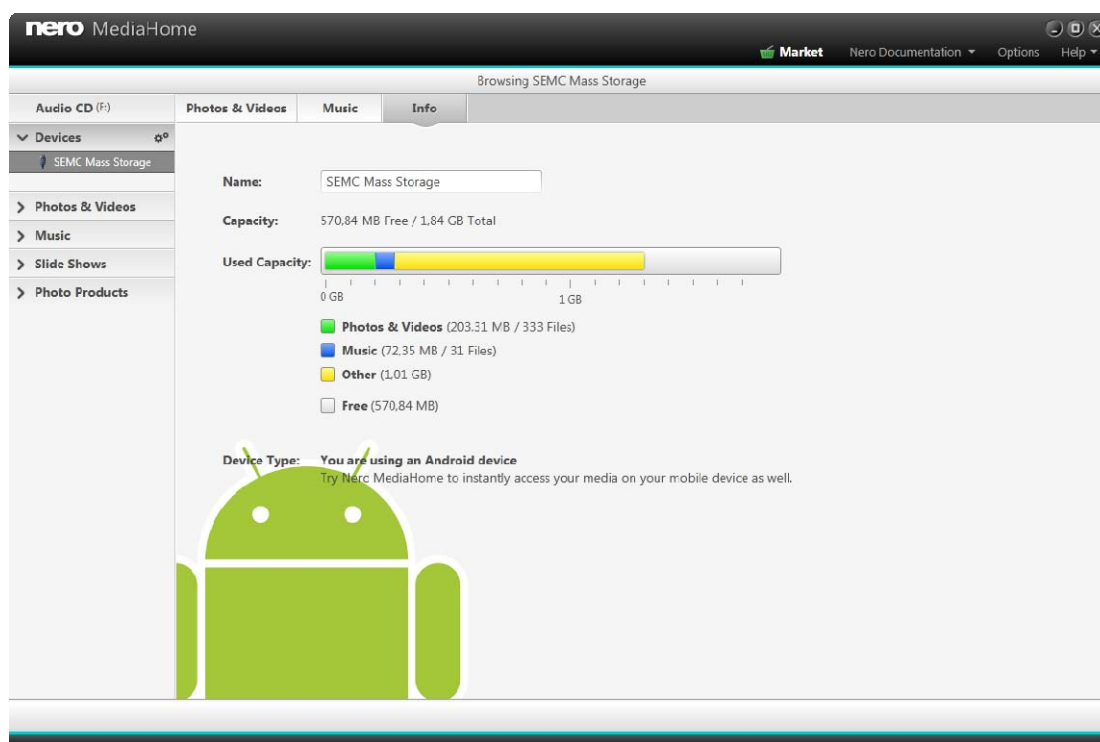 nero MediaHome
Market Nero Documentation Options Help
Browsing SEMC Mass Storage
Audio CD (F:)
Photos & Videos Music Info
Devices
SEMC Mass Storage
Photos & Videos
Music
Slide Shows
Photo Products
Name: SEMC Mass Storage
Capacity: 570,84 MB Free / 1,84 GB Total
Used Capacity:
0 GB 1 GB
Photos & Videos (203.31 MB / 333 Files)
Music (72,35 MB / 31 Files)
Other (1,01 GB)
Free (570,84 MB)
Device Type: You are using an Android device
Try Nero MediaHome to instantly access your media on your mobile device as well.